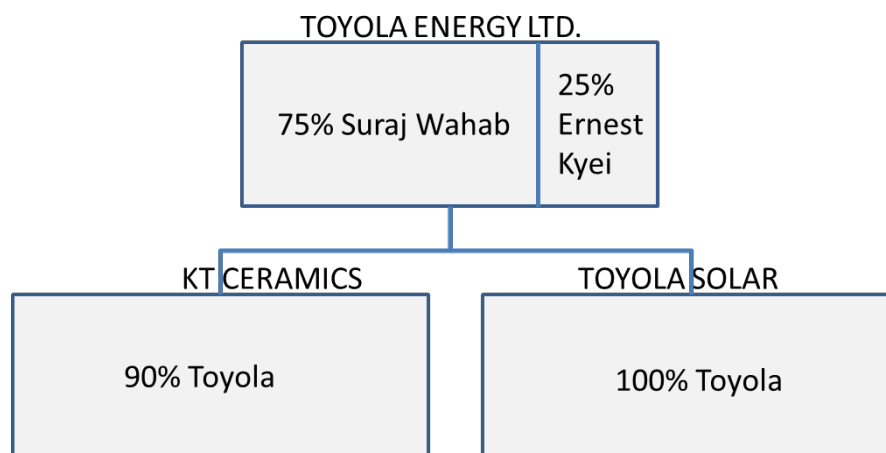 TOYOLA ENERGY LTD.
75% Suraj Wahab
25%
Ernest
Kyei
KT CERAMICS
TOYOLA SOLAR
90% Toyola
100% Toyola